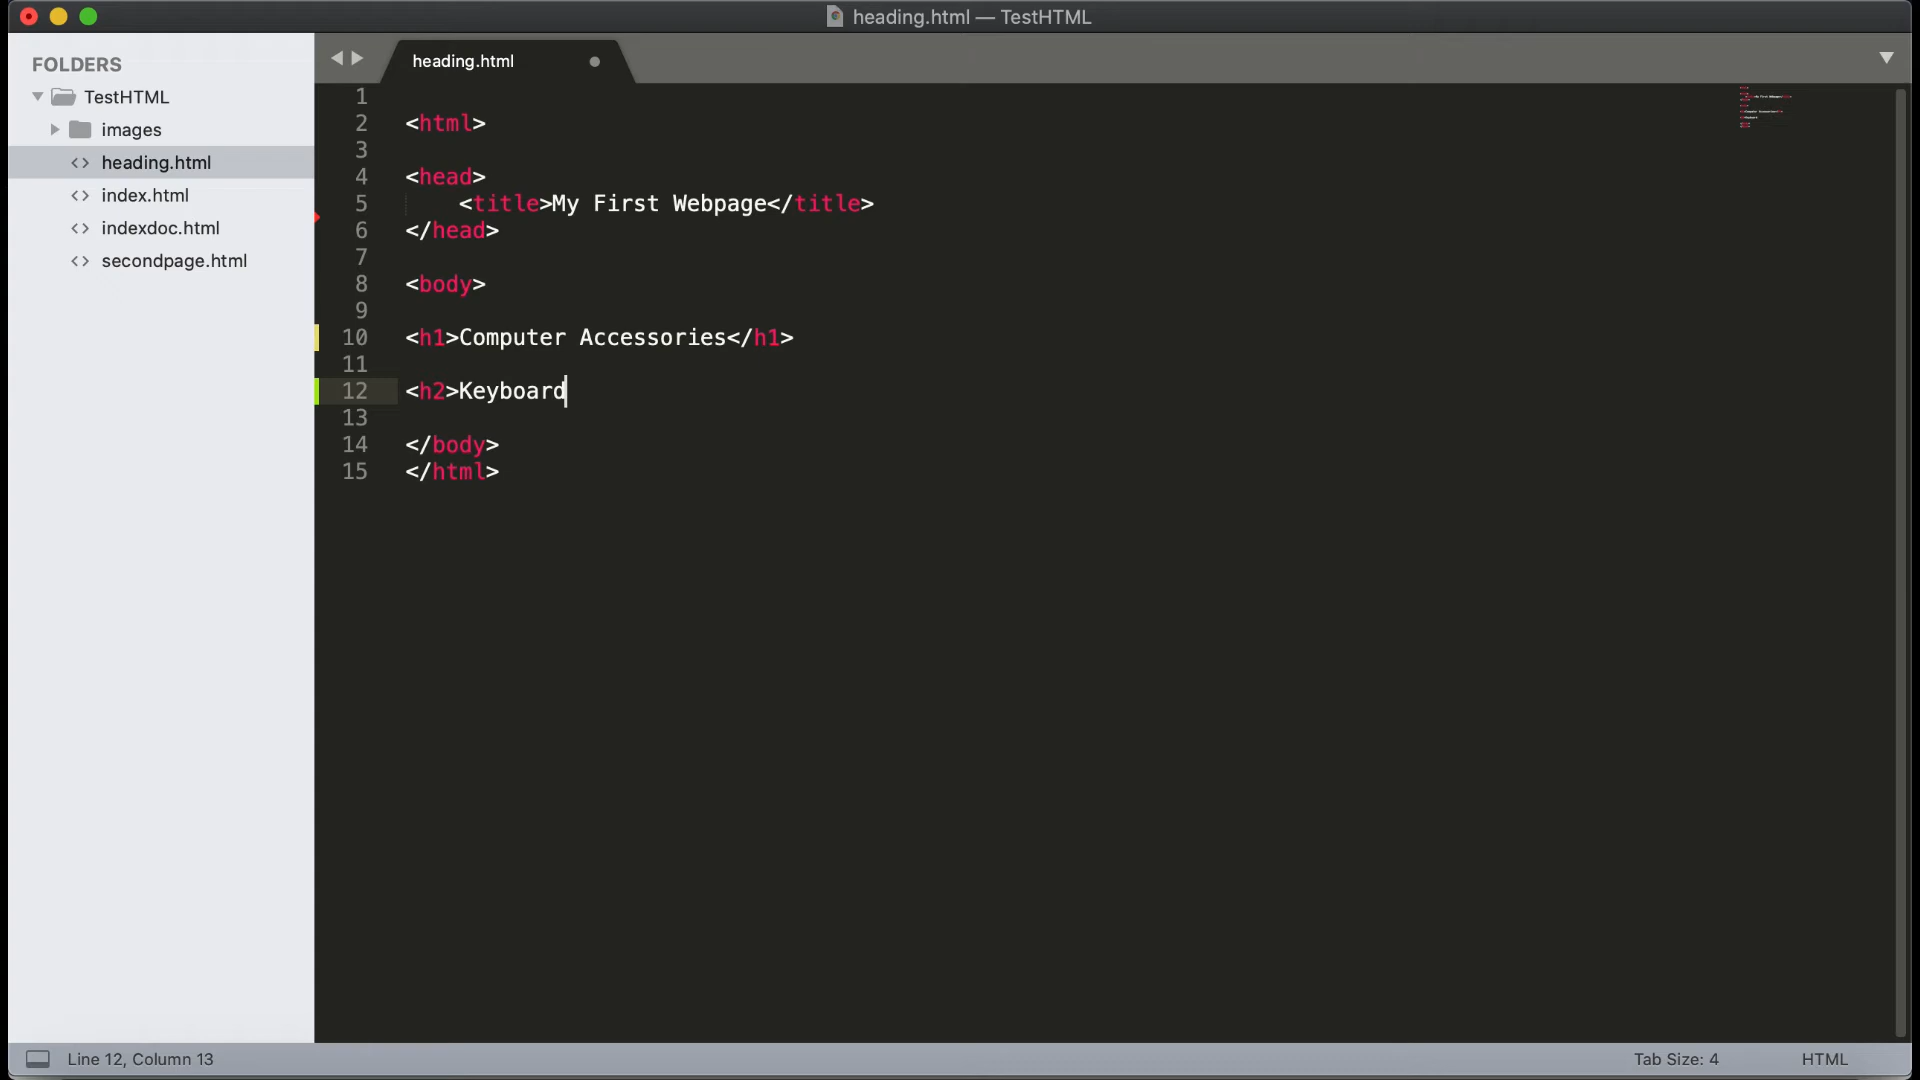 heading.html — TestHTML
FOLDERS
TestHTML
images
heading.html
index.html
indexdoc.html
secondpage.html
heading.html
1
2 <html>
3
4 <head>
5 <title>My First Webpage</title>
6 </head>
7
8 <body>
9
10 <h1>Computer Accessories</h1>
11
12 <h2>Keyboard
13
14 </body>
15 </html>
Line 12, Column 13
Tab Size: 4
HTML